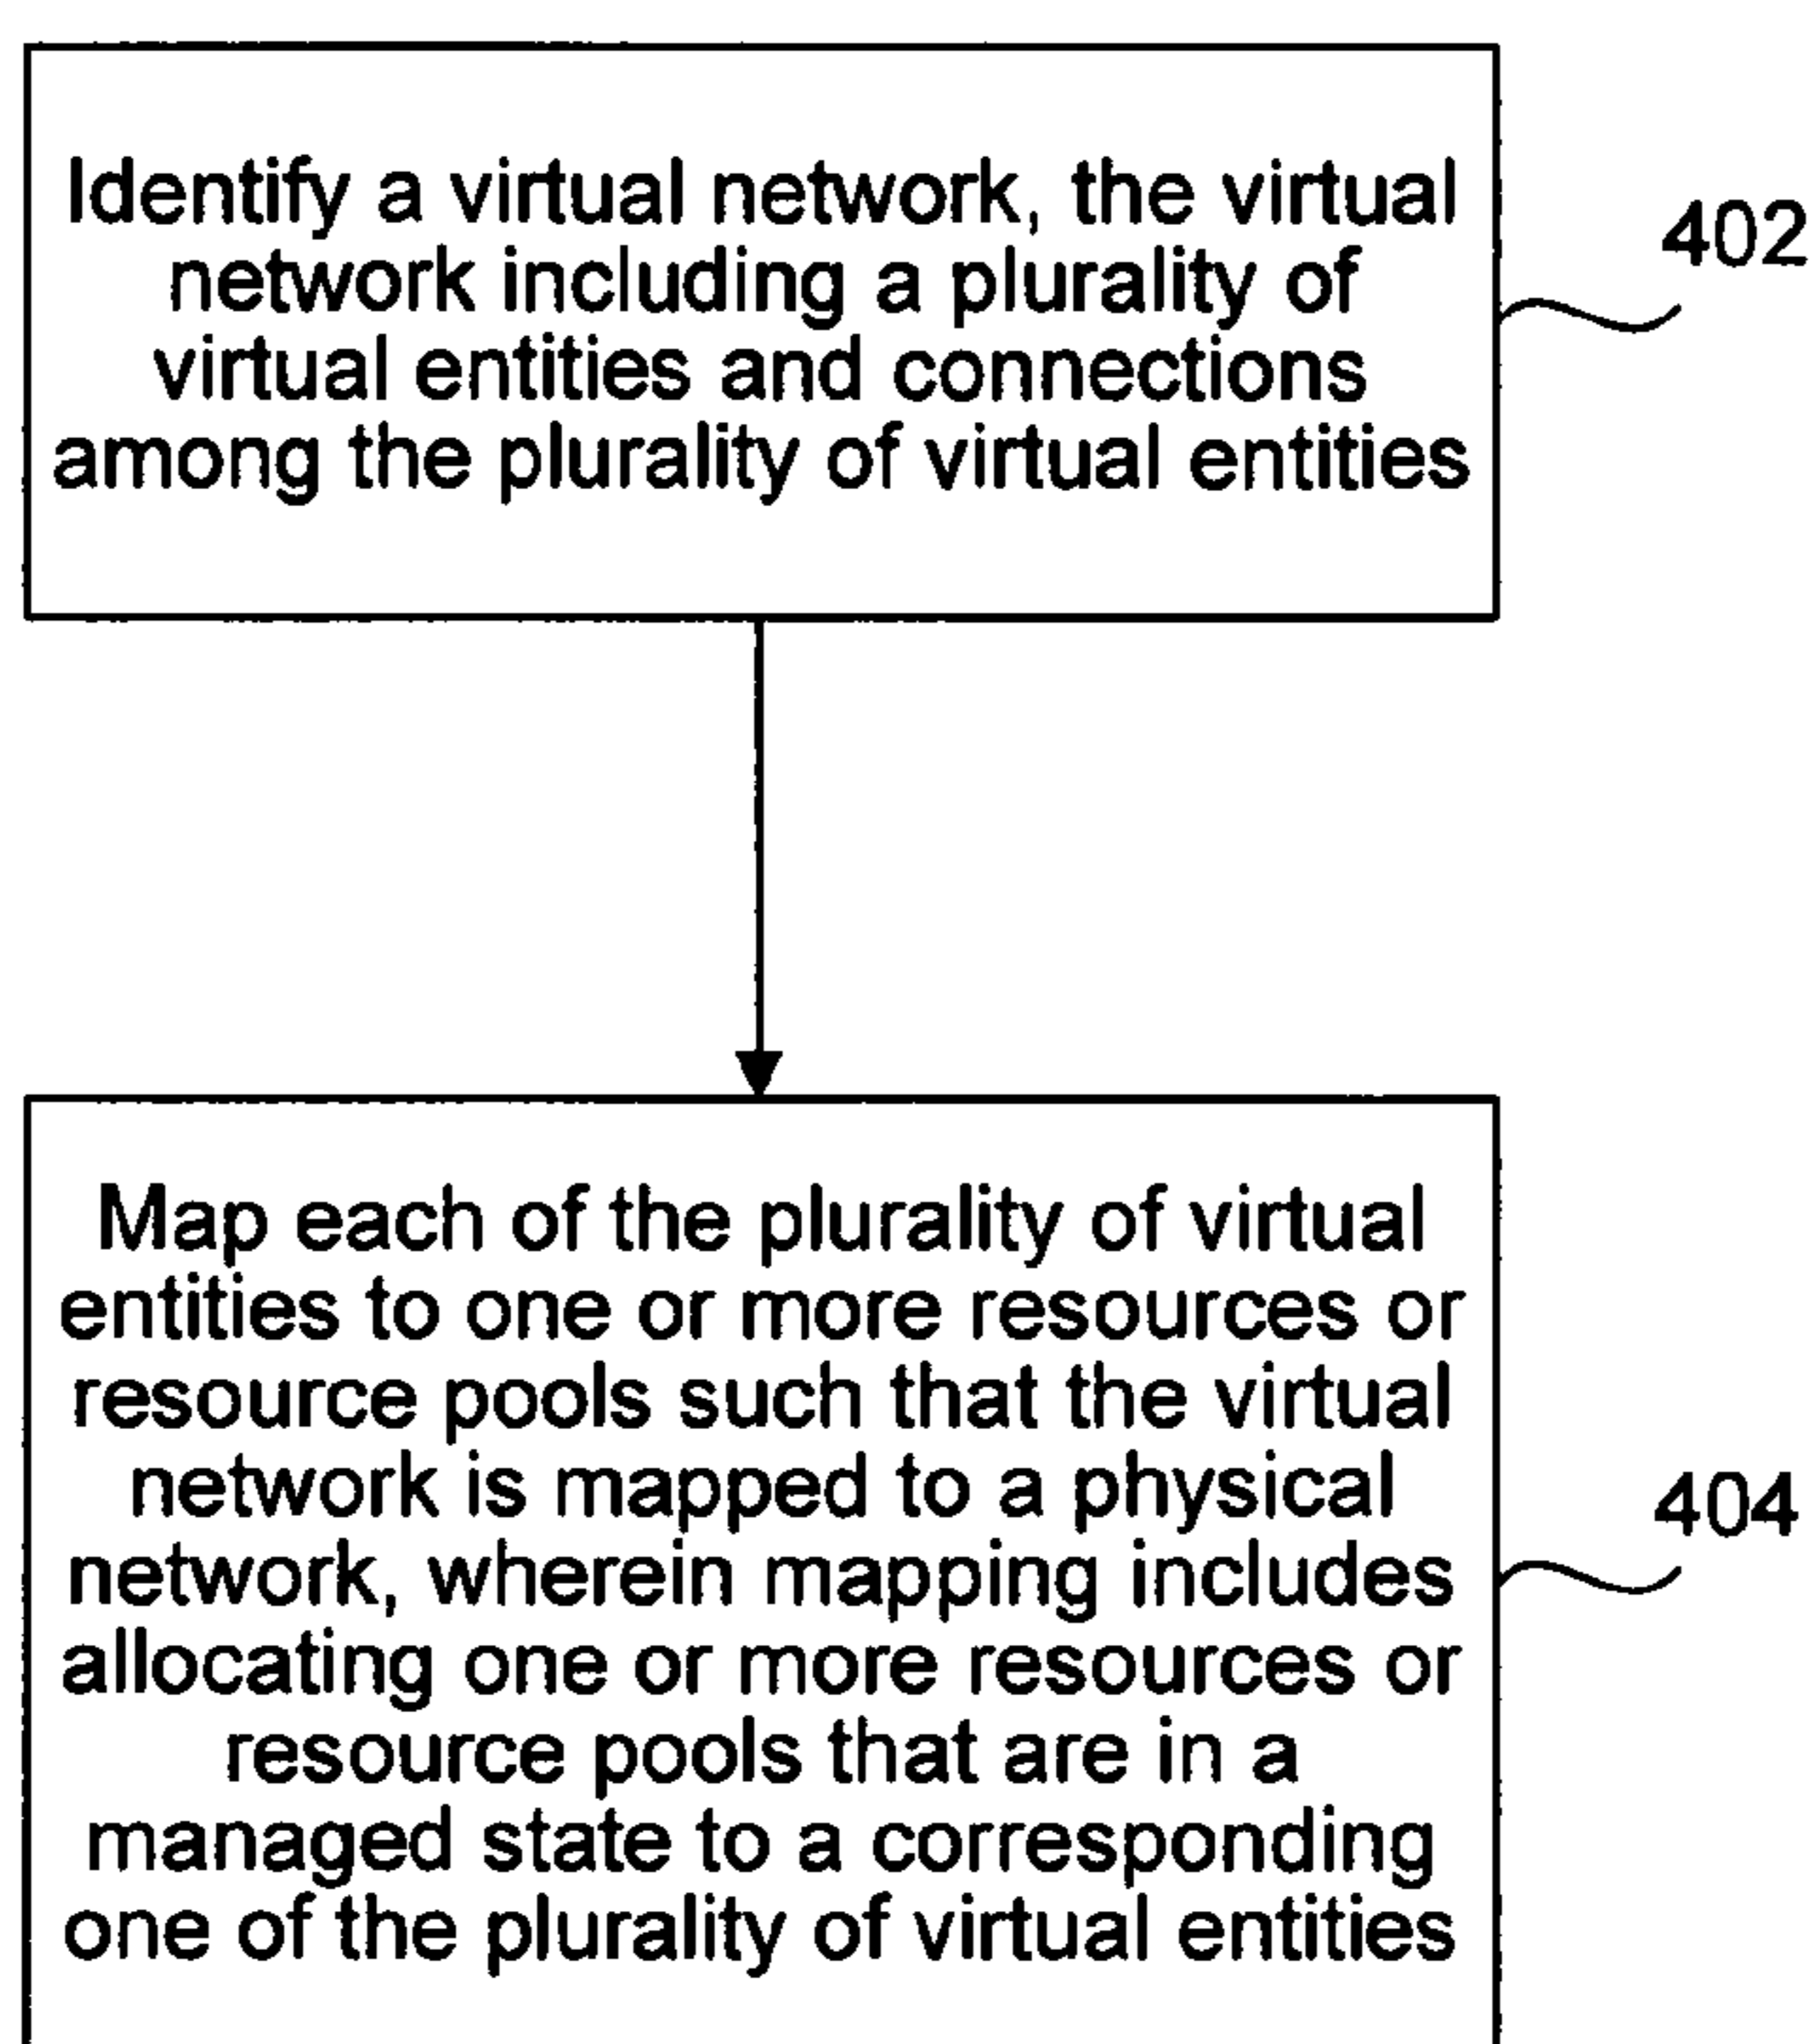 Identify a virtual network, the virtual
network including a plurality of
virtual entities and connections
among the plurality of virtual entities
402
Map each of the plurality of virtual
entities to one or more resources or
resource pools such that the virtual
network is mapped to a physical
network, wherein mapping includes
allocating one or more resources or
resource pools that are in a
managed state to a corresponding
one of the plurality of virtual entities
404